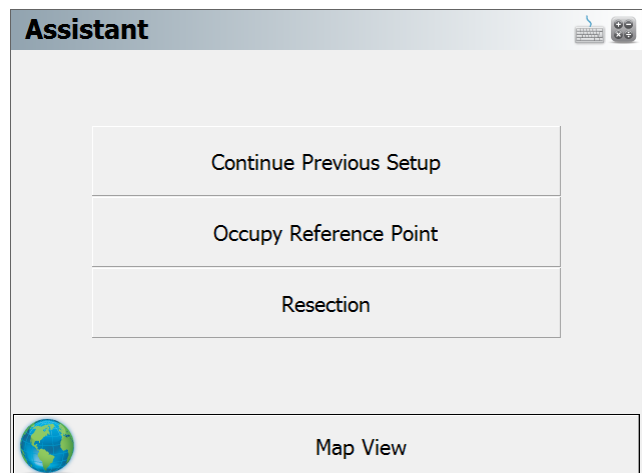 Assistant
Continue Previous Setup
Occupy Reference Point
Resection
Map View